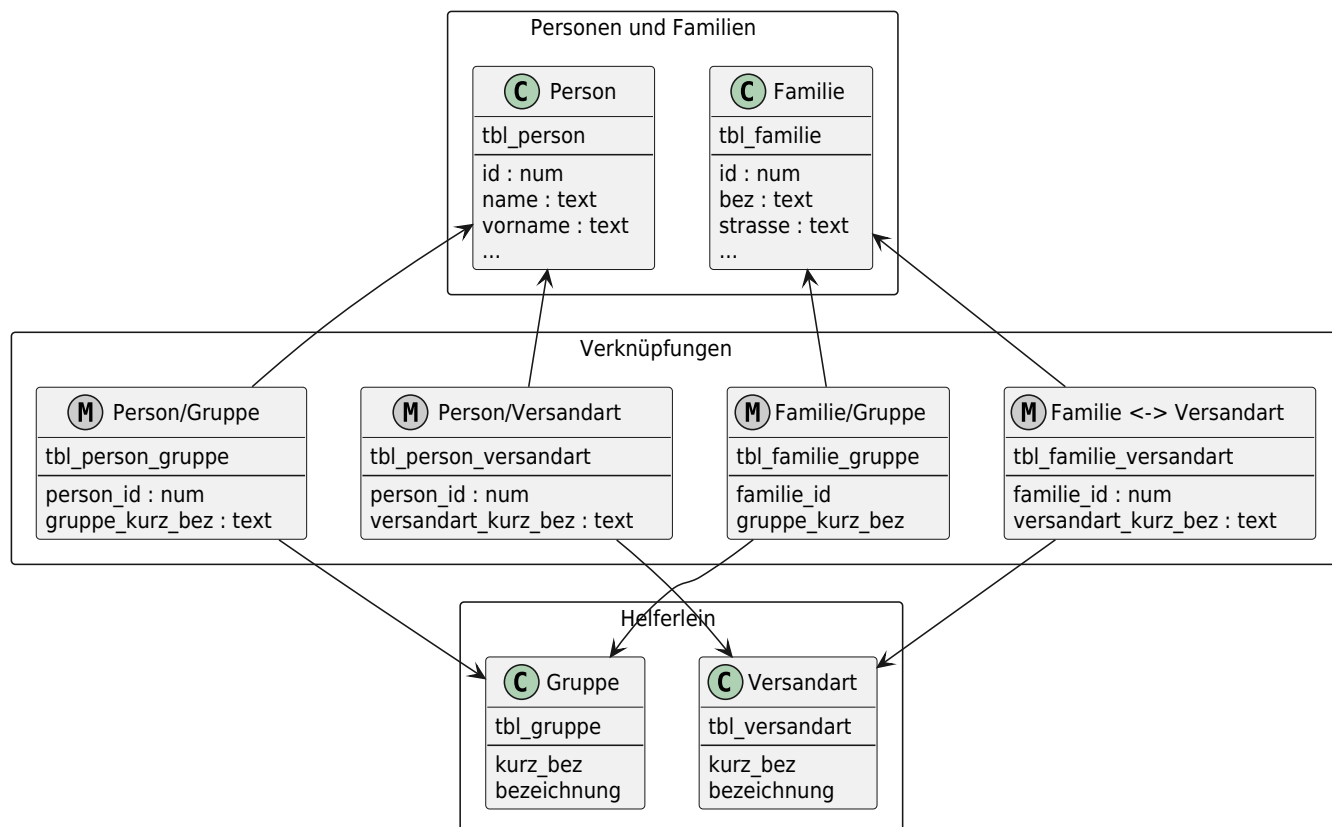 Personen und Familien
C Person
tbl_person
id : num
name : text
vorname : text
...
C Familie
tbl_familie
id : num
bez : text
strasse : text
...
Verknüpfungen
M Person/Gruppe
tbl_person_gruppe
person_id : num
gruppe_kurz_bez : text
M Person/Versandart
tbl_person_versandart
person_id : num
versandart_kurz_bez : text
M Familie/Gruppe
tbl_familie_gruppe
familie_id
gruppe_kurz_bez
M Familie <-> Versandart
tbl_familie_versandart
familie_id : num
versandart_kurz_bez : text
Helferlein
C Gruppe
tbl_gruppe
kurz_bez
bezeichnung
C Versandart
tbl_versandart
kurz_bez
bezeichnung